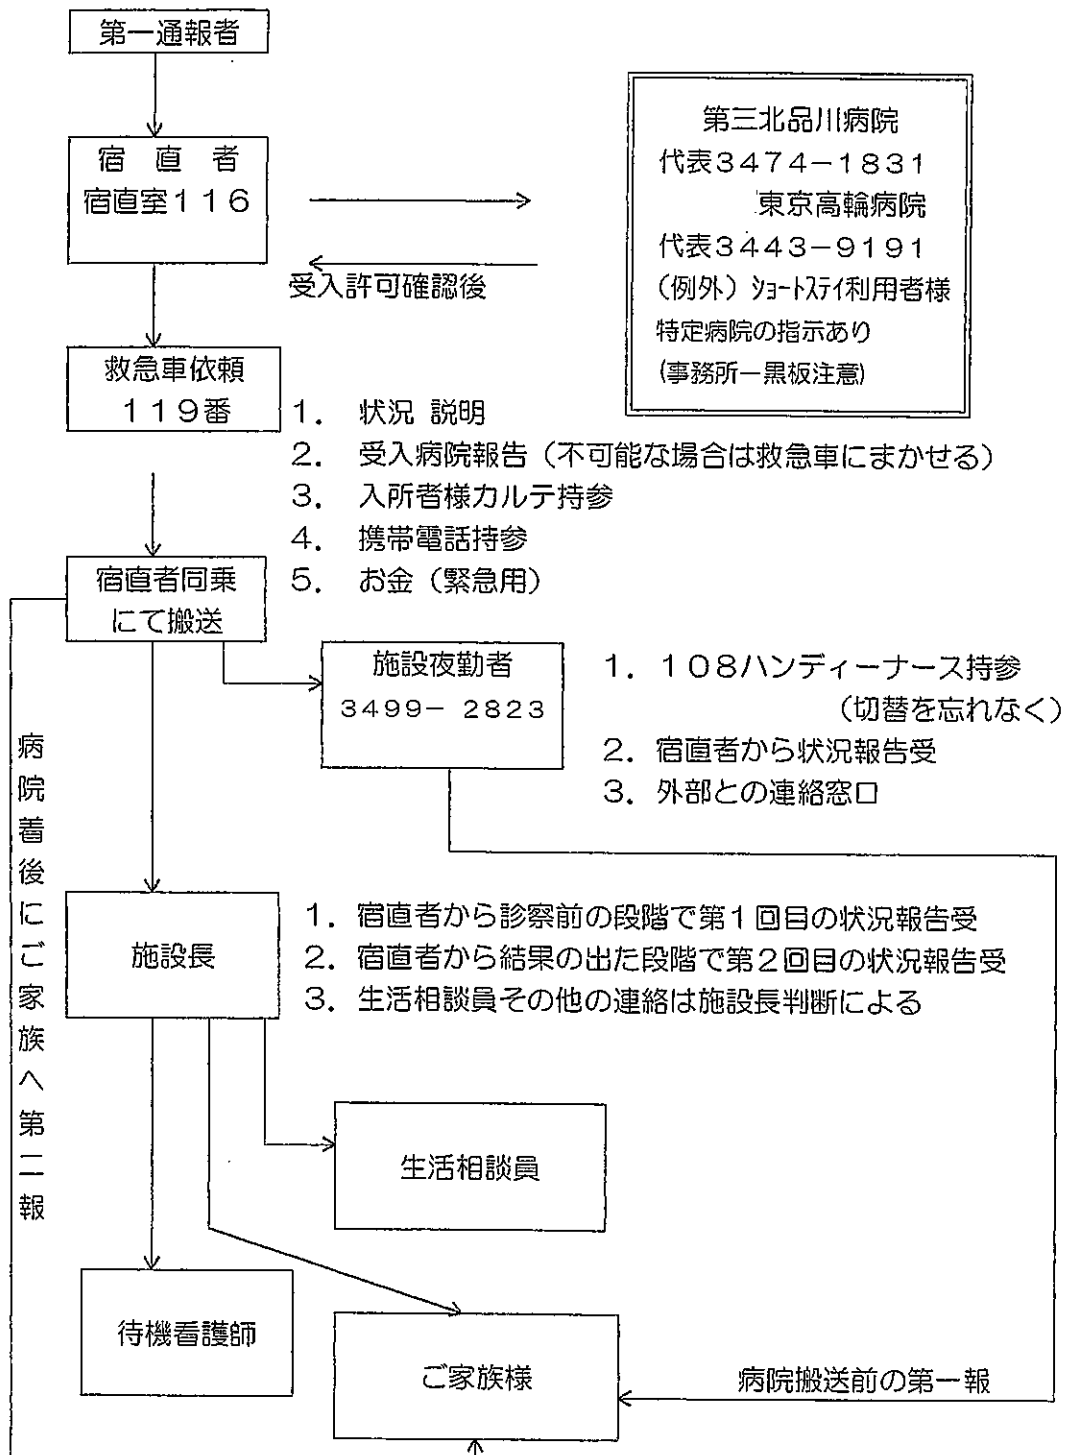 第一通報者
宿 直 者
宿直室116
受入許可確認後
第三北品川病院
代表3474-1831
東京高輪病院
代表3443-9191
(例外)ショートステイ利用者様
特定病院の指示あり
(事務所ー黒板注意)
救急車依頼
119番
1. 状況 説明
2. 受入病院報告(不可能な場合は救急車にまかせる)
3. 入所者様カルテ持参
4. 携帯電話持参
5. お金(緊急用)
宿直者同乗
にて搬送
施設夜勤者
3499- 2823
1. 108ハンディーナース持参
(切替を忘れなく)
2. 宿直者から状況報告受
3. 外部との連絡窓口
病院着後にご家族へ第二報
施設長
1. 宿直者から診察前の段階で第1回目の状況報告受
2. 宿直者から結果の出た段階で第2回目の状況報告受
3. 生活相談員その他の連絡は施設長判断による
生活相談員
待機看護師
ご家族様
病院搬送前の第一報